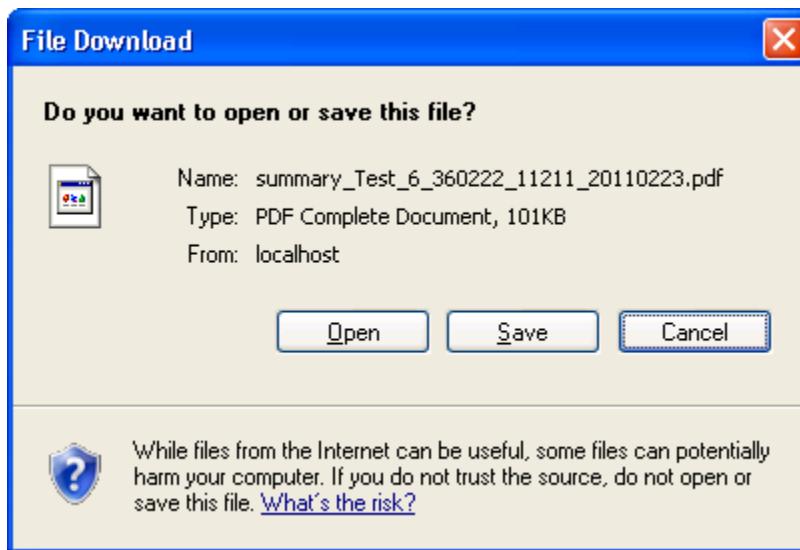 File Download
Do you want to open or save this file?
Name: summary_Test_6_360222_11211_20110223.pdf
Type: PDF Complete Document, 101KB
From: localhost
Open Save Cancel
While files from the Internet can be useful, some files can potentially
harm your computer. If you do not trust the source, do not open or
save this file. What's the risk?